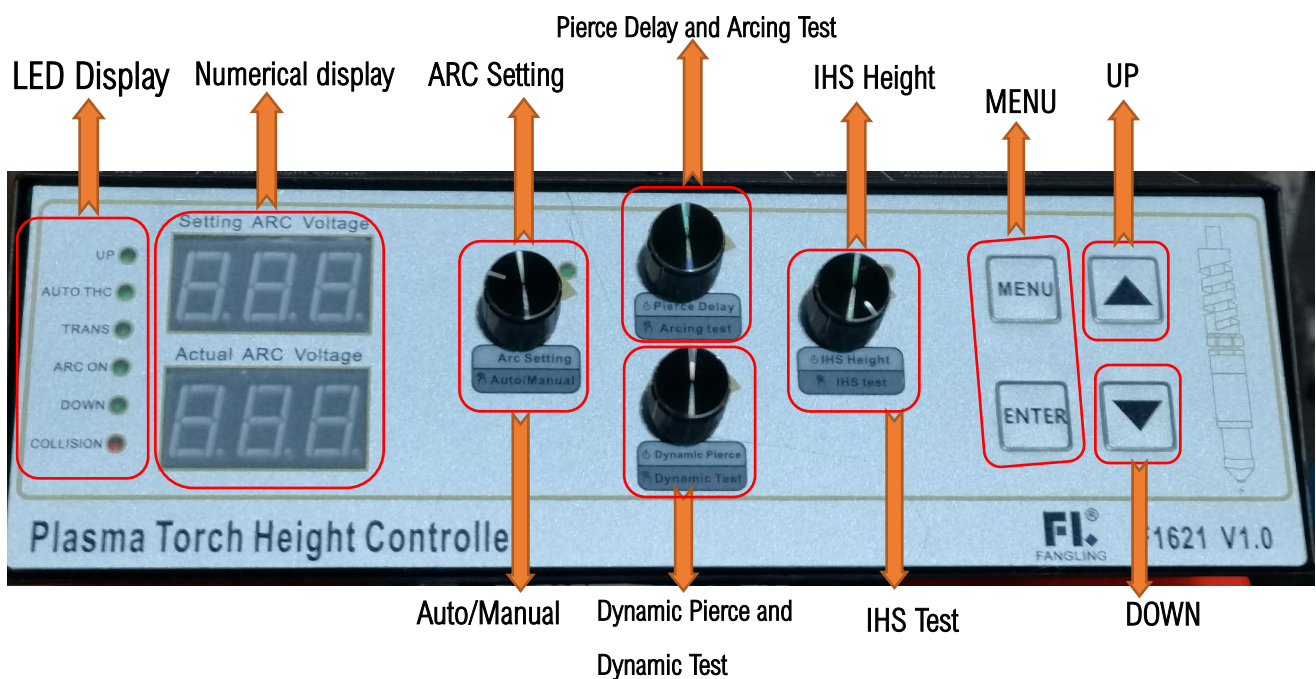 Pierce Delay and Arcing Test
LED Display
Numerical display
ARC Setting
IHS Height
MENU
UP
Setting ARC Voltage
UP
AUTO THC
TRANS
ARC ON
DOWN
COLLISION
Actual ARC Voltage
Pierce Delay
Arcing test
Arc Setting
Auto/Manual
Dynamic Pierce
Dynamic Test
IHS Height
IHS test
MENU
ENTER
Plasma Torch Height Controlle
FL®
FANGLING
F1621 V1.0
Auto/Manual
Dynamic Pierce and
Dynamic Test
IHS Test
DOWN